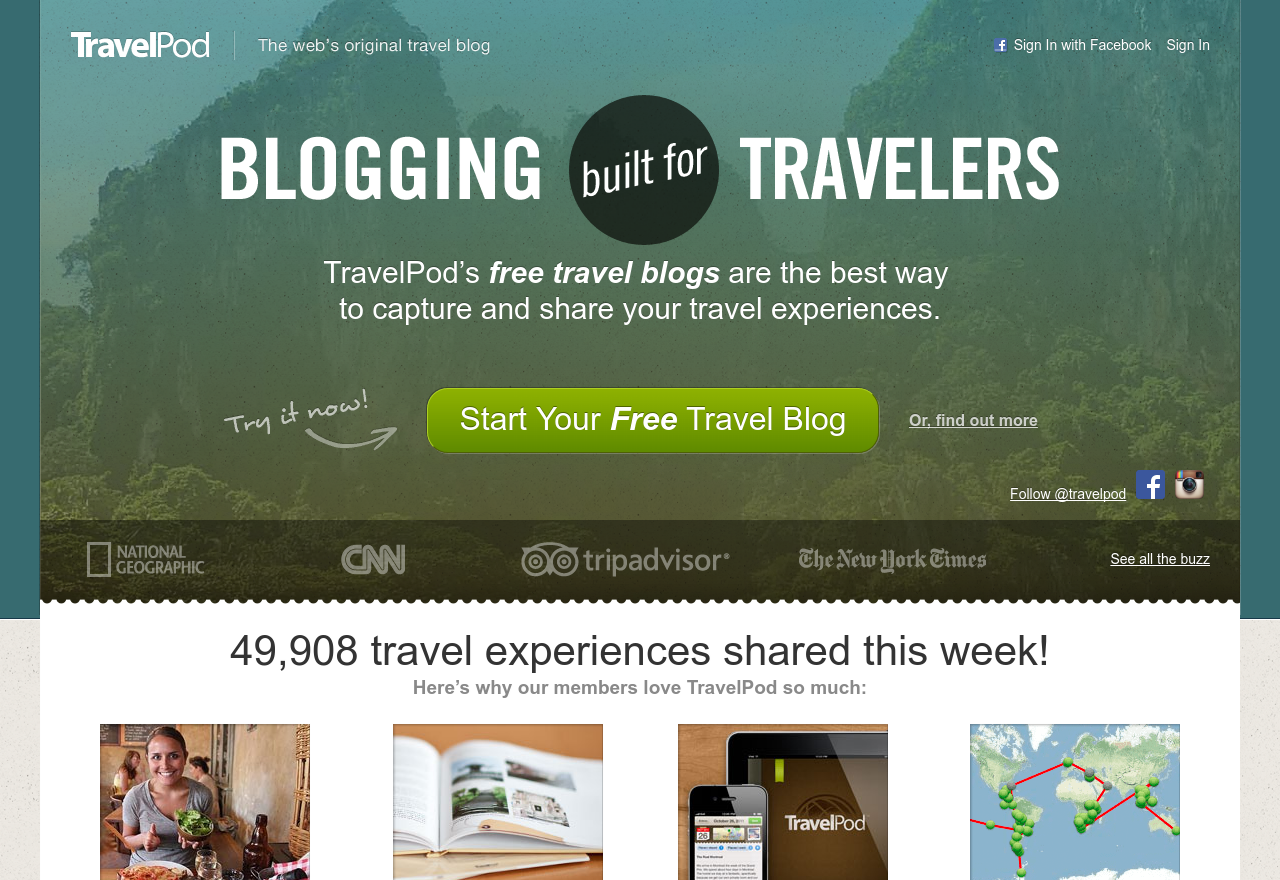 TravelPod
The web's original travel blog
Sign In with Facebook
Sign In
BLOGGING built for TRAVELERS
TravelPod's free travel blogs are the best way
to capture and share your travel experiences.
Try it now!
Start Your Free Travel Blog
Or, find out more
Follow @travelpod
NATIONAL
GEOGRAPHIC
CNN
tripadvisor®
The New York Times
See all the buzz
49,908 travel experiences shared this week!
Here's why our members love TravelPod so much:
TravelPod
26